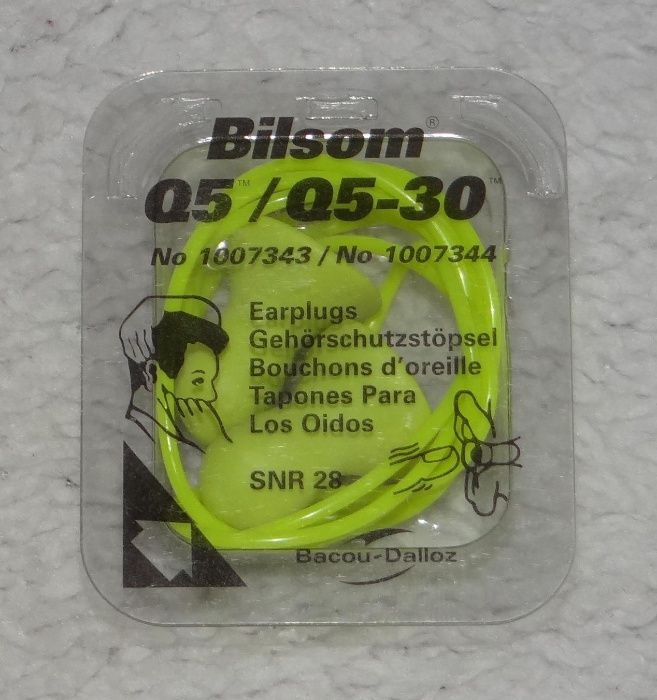 Bilsom®
Q5™ / Q5-30™
No 1007343 / No 1007344
Earplugs
Gehörschutzstöpsel
Bouchons d'oreille
Tapones Para
Los Oidos
SNR 28
Bacou-Dalloz